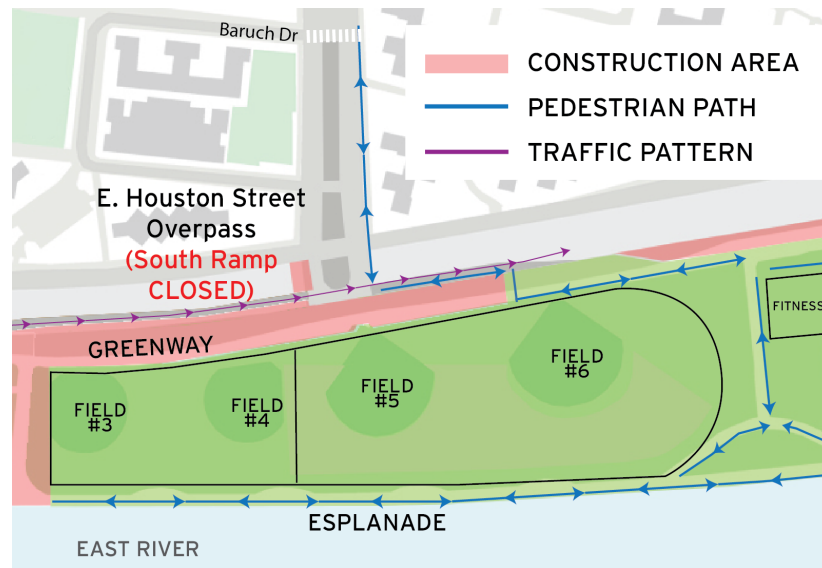 Baruch Dr
CONSTRUCTION AREA
PEDESTRIAN PATH
TRAFFIC PATTERN
E. Houston Street
Overpass
(South Ramp
CLOSED)
GREENWAY
FITNESS
FIELD
#3
FIELD
#4
FIELD
#5
FIELD
#6
ESPLANADE
EAST RIVER